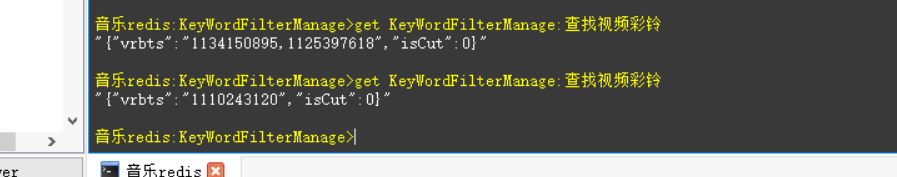 音乐redis:KeyWordFilterManage>get KeyWordFilterManage:查找视频彩铃
"{"vrbts":"1134150895,1125397618","isCut":0}"
音乐redis:KeyWordFilterManage>get KeyWordFilterManage:查找视频彩铃
"{"vrbts":"1110243120","isCut":0}"
音乐redis:KeyWordFilterManage>
ver
音乐redis